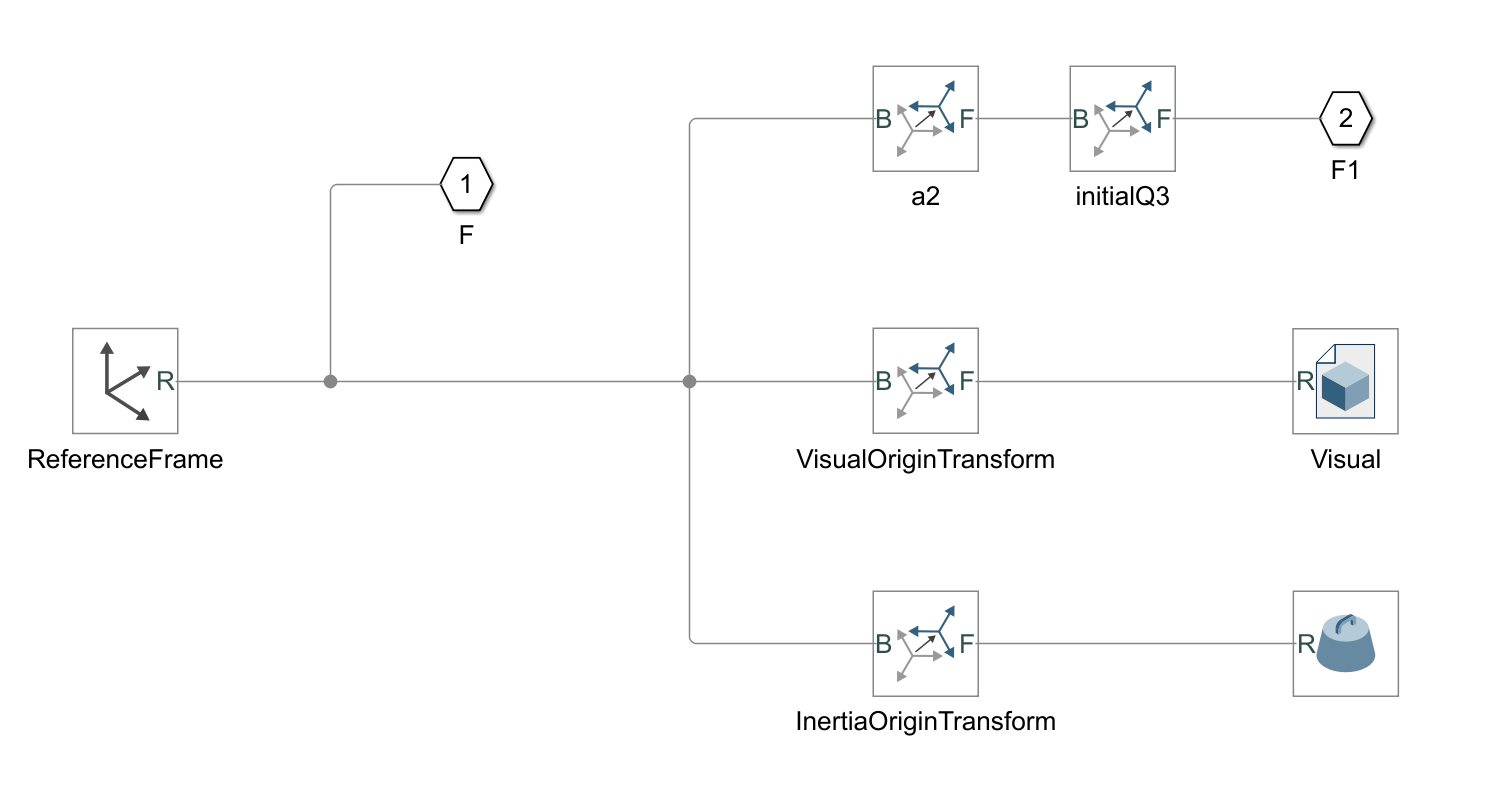 B F B F 2
a2 initialQ3 F1
1
F
R B F R
ReferenceFrame VisualOriginTransform Visual
B F R
InertiaOriginTransform